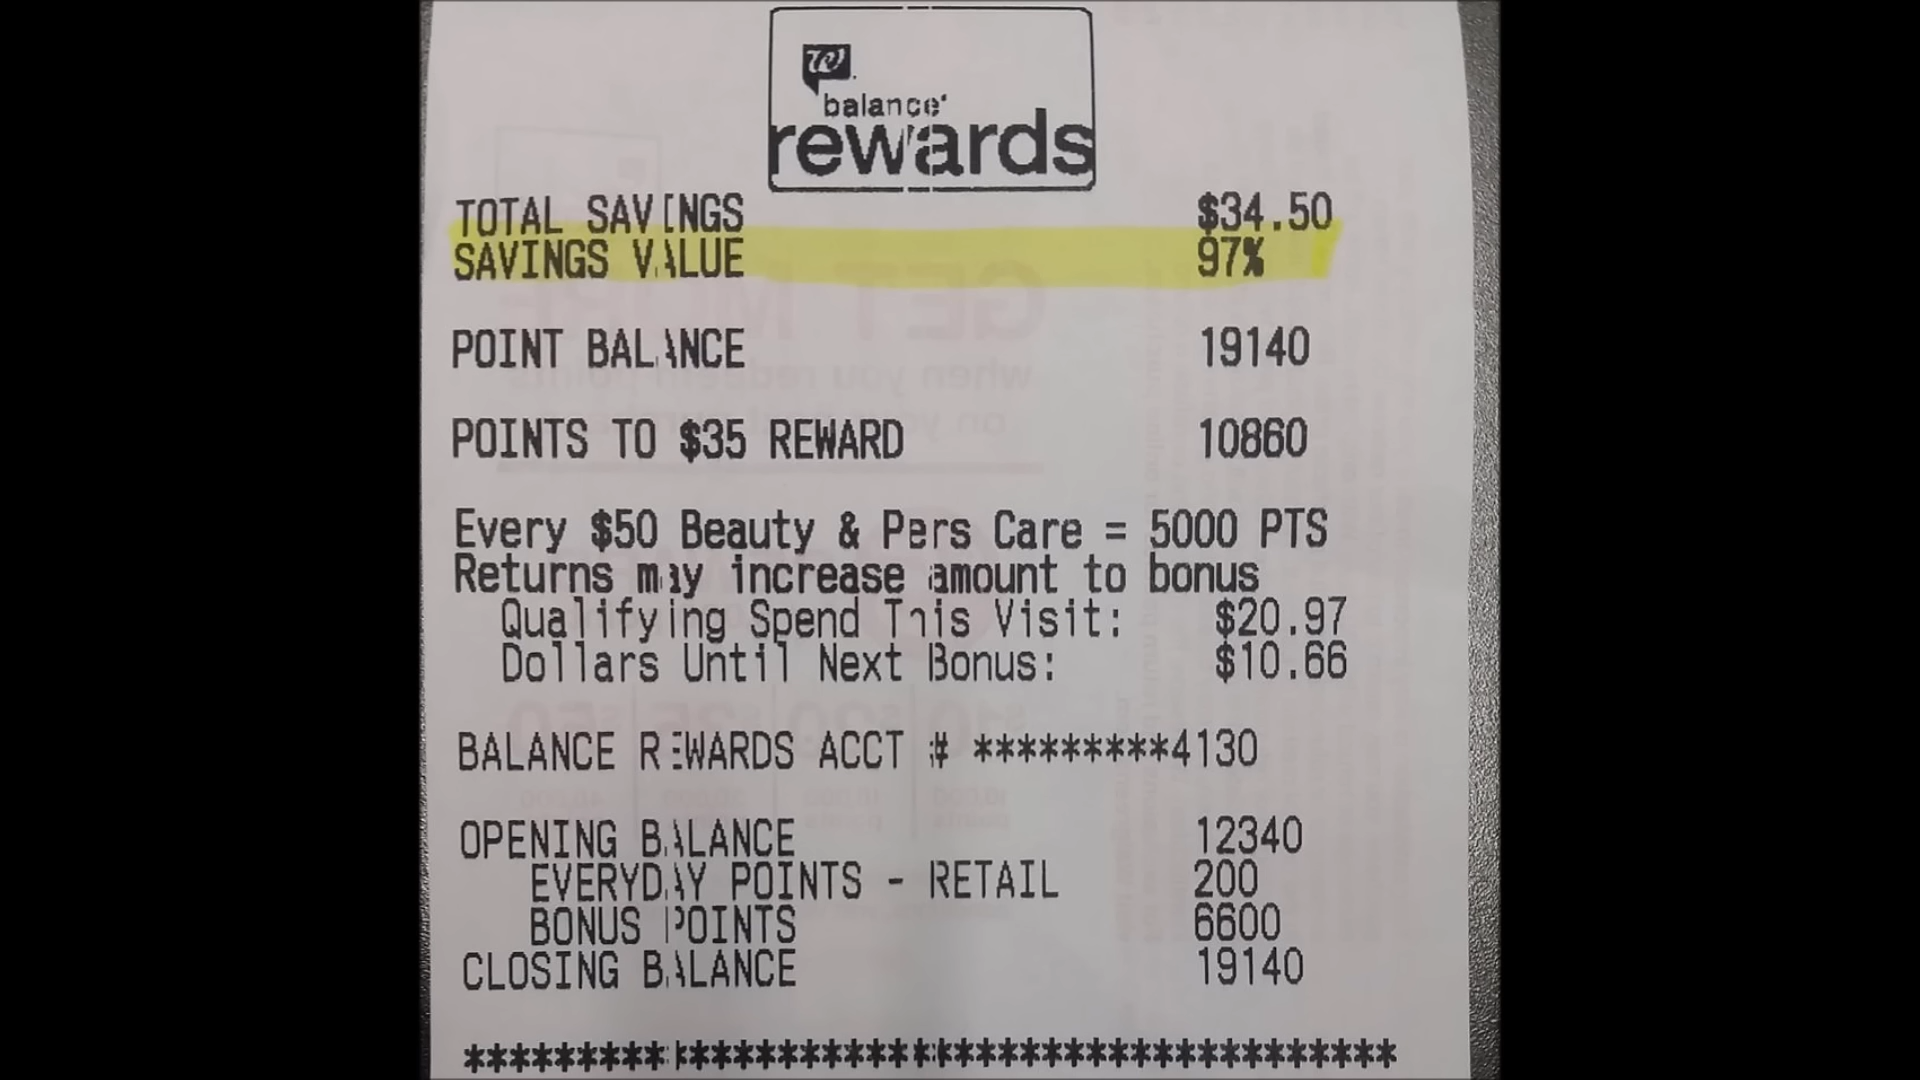 balance®
rewards
TOTAL SAVINGS $34.50
SAVINGS VALUE 97%
POINT BALANCE 19140
POINTS TO $35 REWARD 10860
Every $50 Beauty & Pers Care = 5000 PTS
Returns may increase amount to bonus
Qualifying Spend This Visit: $20.97
Dollars Until Next Bonus: $10.66
BALANCE REWARDS ACCT # *********4130
OPENING BALANCE 12340
EVERYDAY POINTS - RETAIL 200
BONUS POINTS 6600
CLOSING BALANCE 19140